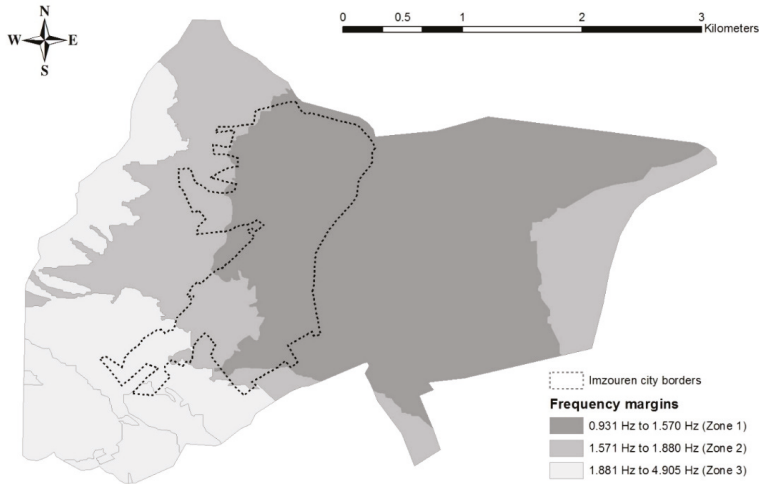 N
W E
S
0 0.5 1 2 3
Kilometers
Imzouren city borders
Frequency margins
0.931 Hz to 1.570 Hz (Zone 1)
1.571 Hz to 1.880 Hz (Zone 2)
1.881 Hz to 4.905 Hz (Zone 3)